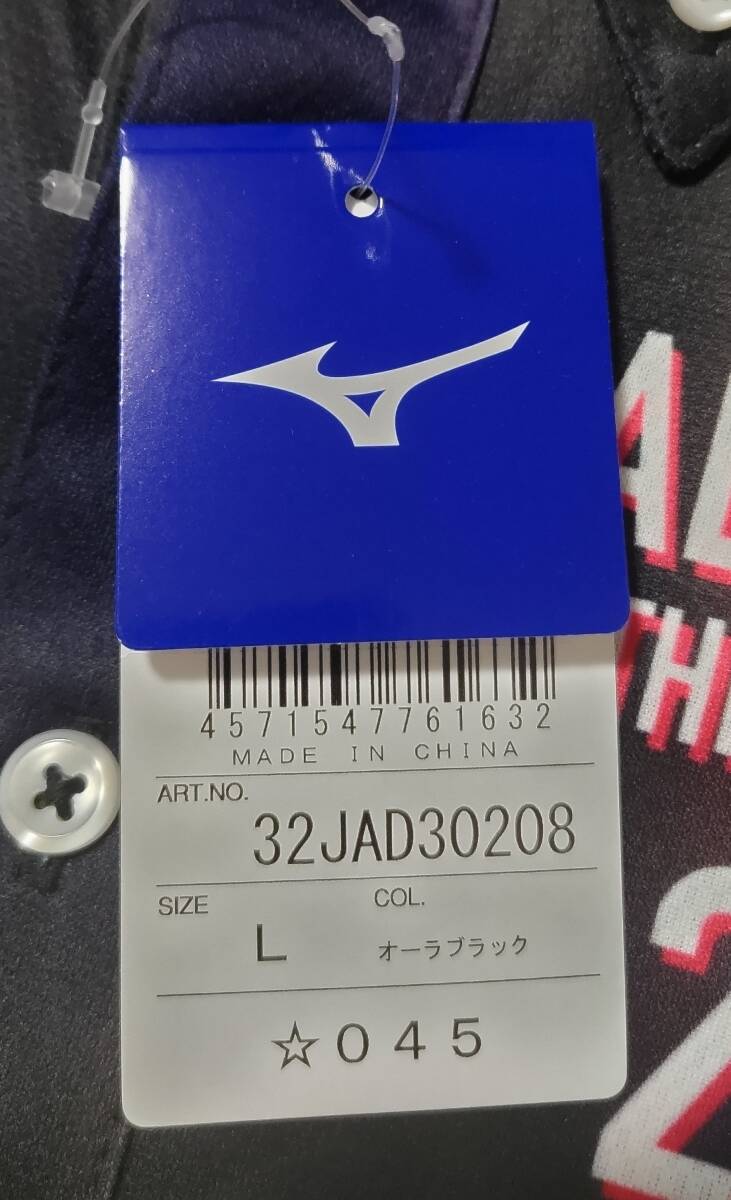 4571547761632
MADE IN CHINA
ART.NO.
32JAD30208
SIZE
L
COL.
オーラブラック
☆045